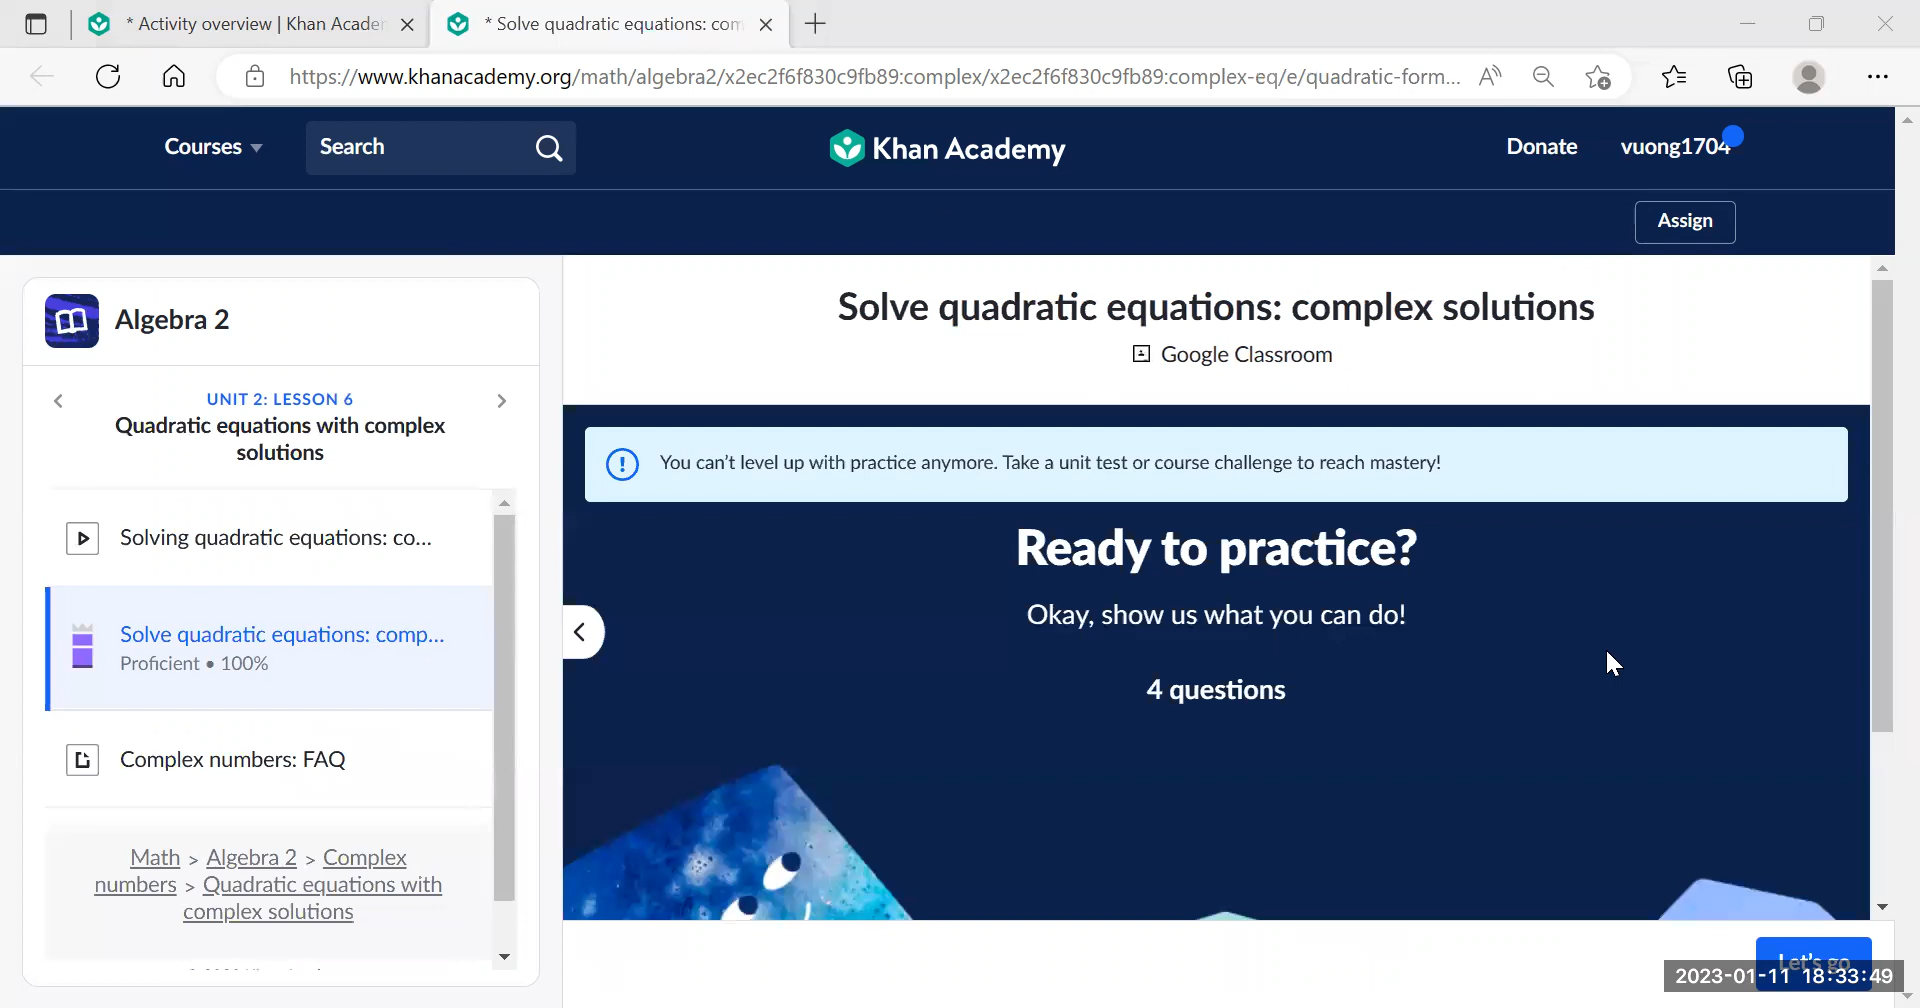 * Activity overview | Khan Acade
* Solve quadratic equations: com
https://www.khanacademy.org/math/algebra2/x2ec2f6f830c9fb89:complex/x2ec2f6f830c9fb89:complex-eq/e/quadratic-form...
Courses
Search
Khan Academy
Donate
vuong1704
Assign
Algebra 2
UNIT 2: LESSON 6
Quadratic equations with complex
solutions
Solving quadratic equations: co...
Solve quadratic equations: comp...
Proficient • 100%
Complex numbers: FAQ
Math > Algebra 2 > Complex
numbers > Quadratic equations with
complex solutions
Solve quadratic equations: complex solutions
Google Classroom
You can't level up with practice anymore. Take a unit test or course challenge to reach mastery!
Ready to practice?
Okay, show us what you can do!
4 questions
Let's go
2023-01-11 18:33:49